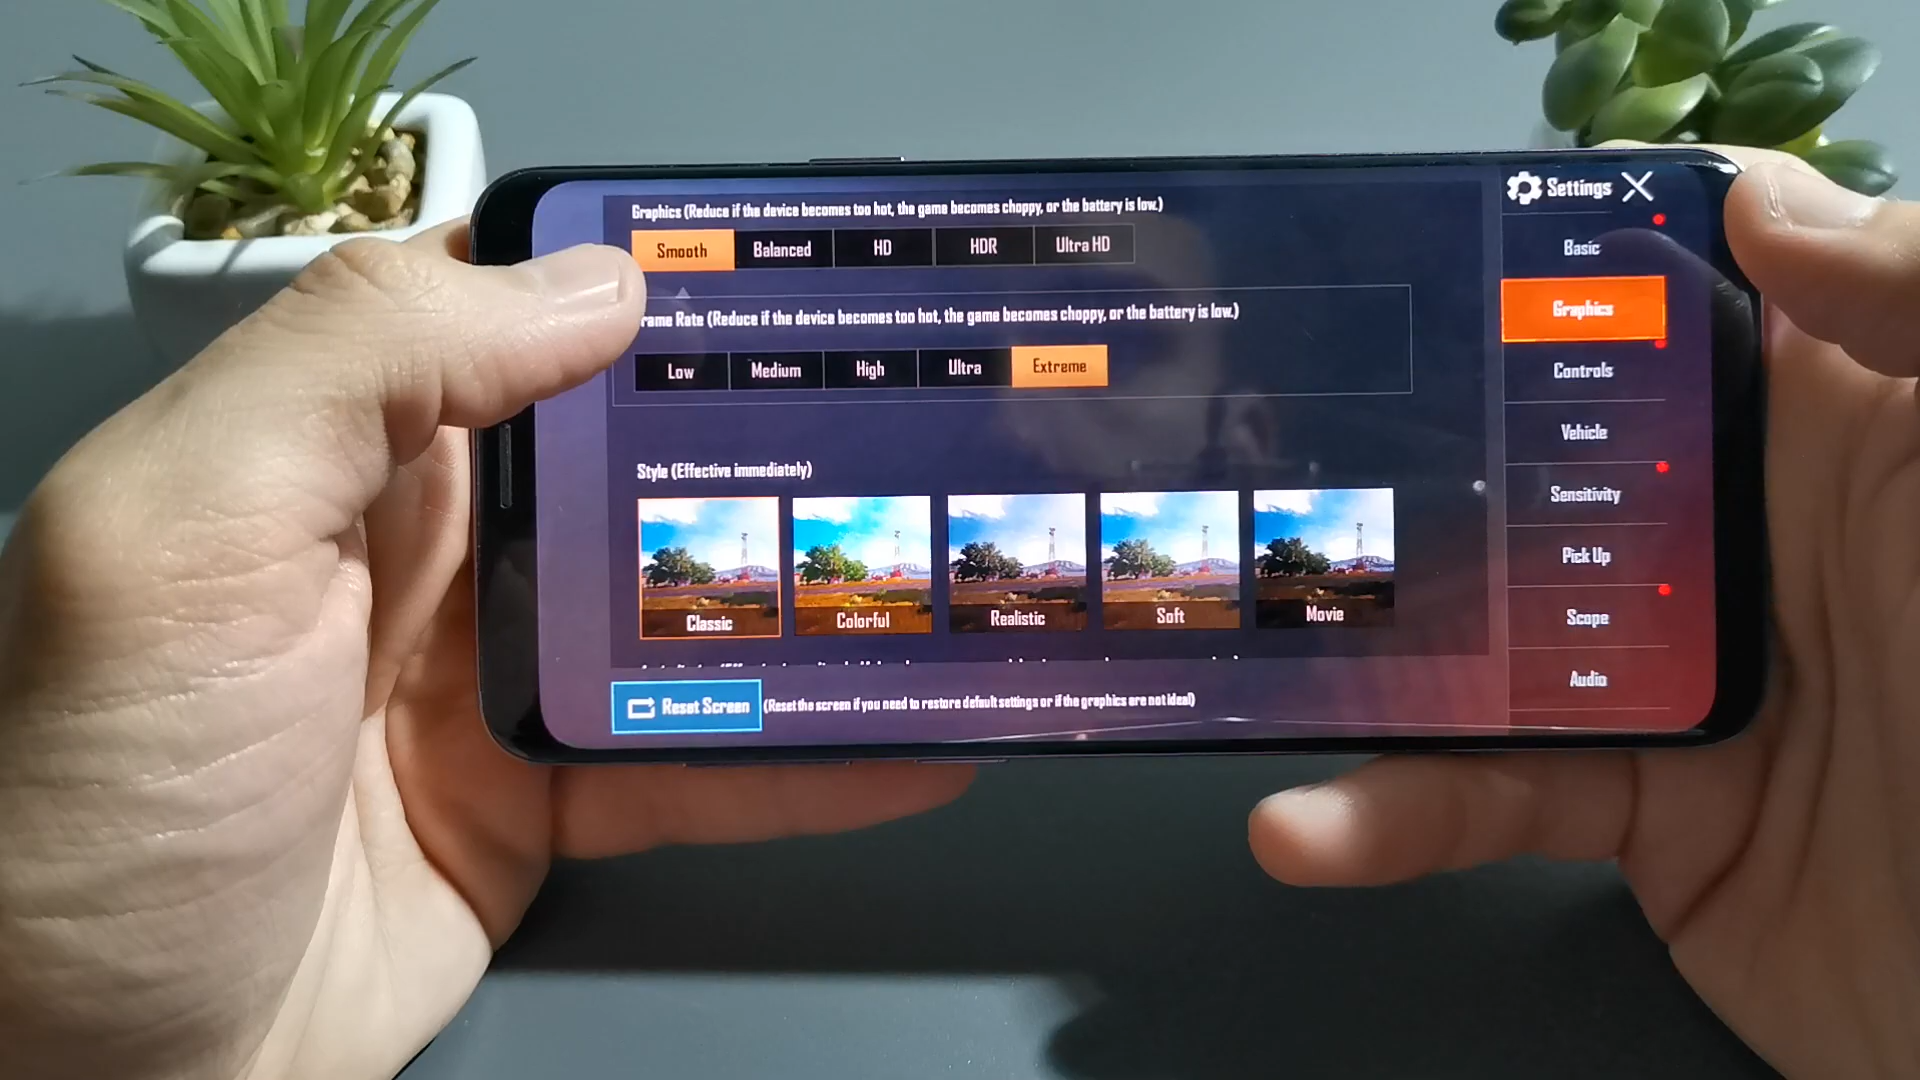 Graphics (Reduce if the device becomes too hot, the game becomes choppy, or the battery is low.)
Smooth Balanced HD HDR Ultra HD
rame Rate (Reduce if the device becomes too hot, the game becomes choppy, or the battery is low.)
Low Medium High Ultra Extreme
Style (Effective immediately)
Classic Colorful Realistic Soft Movie
Reset Screen (Reset the screen if you need to restore default settings or if the graphics are not ideal)
Settings
Basic
Graphics
Controls
Vehicle
Sensitivity
Pick Up
Scope
Audio